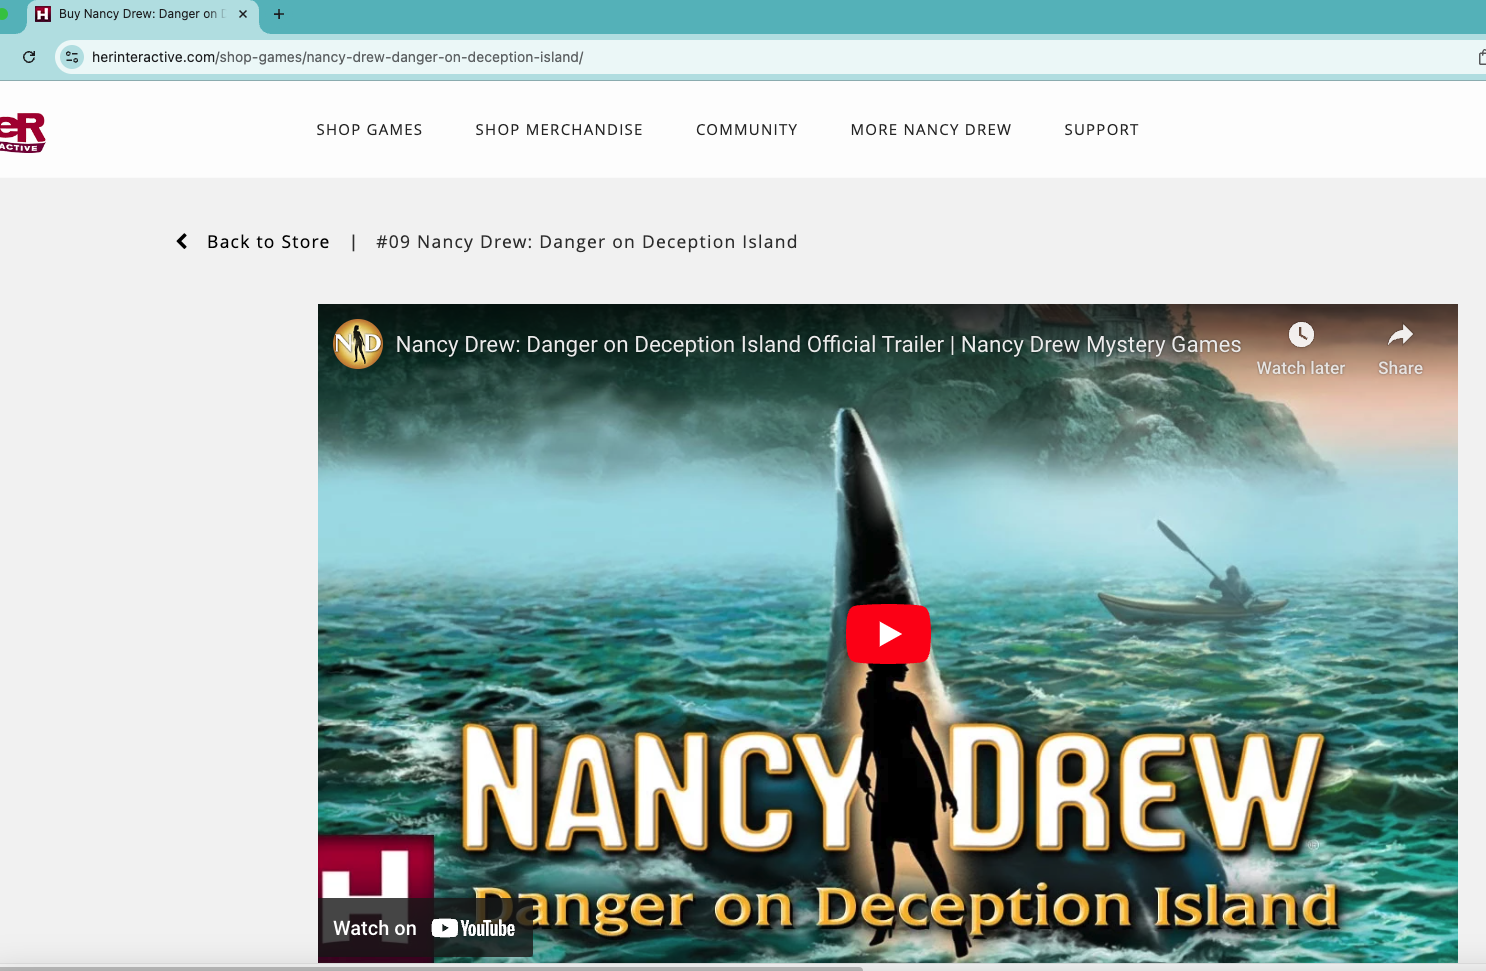 Buy Nancy Drew: Danger on
herinteractive.com/shop-games/nancy-drew-danger-on-deception-island/
eR
ACTIVE
SHOP GAMES
SHOP MERCHANDISE
COMMUNITY
MORE NANCY DREW
SUPPORT
Back to Store | #09 Nancy Drew: Danger on Deception Island
ND
Nancy Drew: Danger on Deception Island Official Trailer | Nancy Drew Mystery Games
Watch later
Share
NANCY DREW
Danger on Deception Island
H
Watch on YouTube